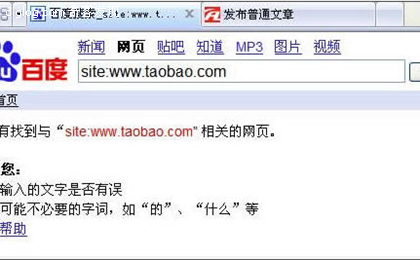 百度搜索_site:www.t...
发布普通文章
新闻 网页 贴吧 知道 MP3 图片 视频
百度
site:www.taobao.com
首页
有找到与“site:www.taobao.com”相关的网页。
您：
输入的文字是否有误
可能不必要的字词，如“的”、“什么”等
帮助